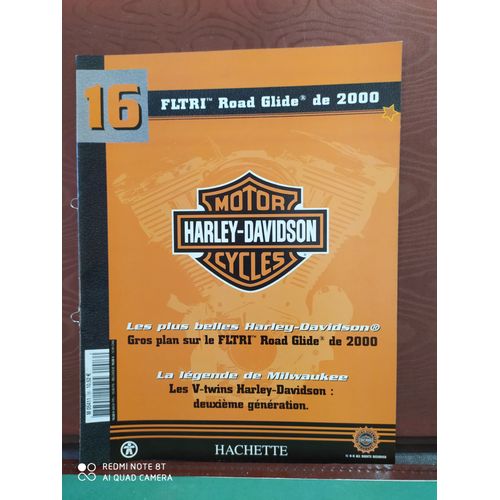 16
FLTRI™ Road Glide® de 2000
MOTOR
HARLEY-DAVIDSON
CYCLES
Les plus belles Harley-Davidson®
Gros plan sur le FLTRI™ Road Glide® de 2000
La légende de Milwaukee
Les V-twins Harley-Davidson :
deuxième génération.
HACHETTE
REDMI NOTE 8T
AI QUAD CAMERA